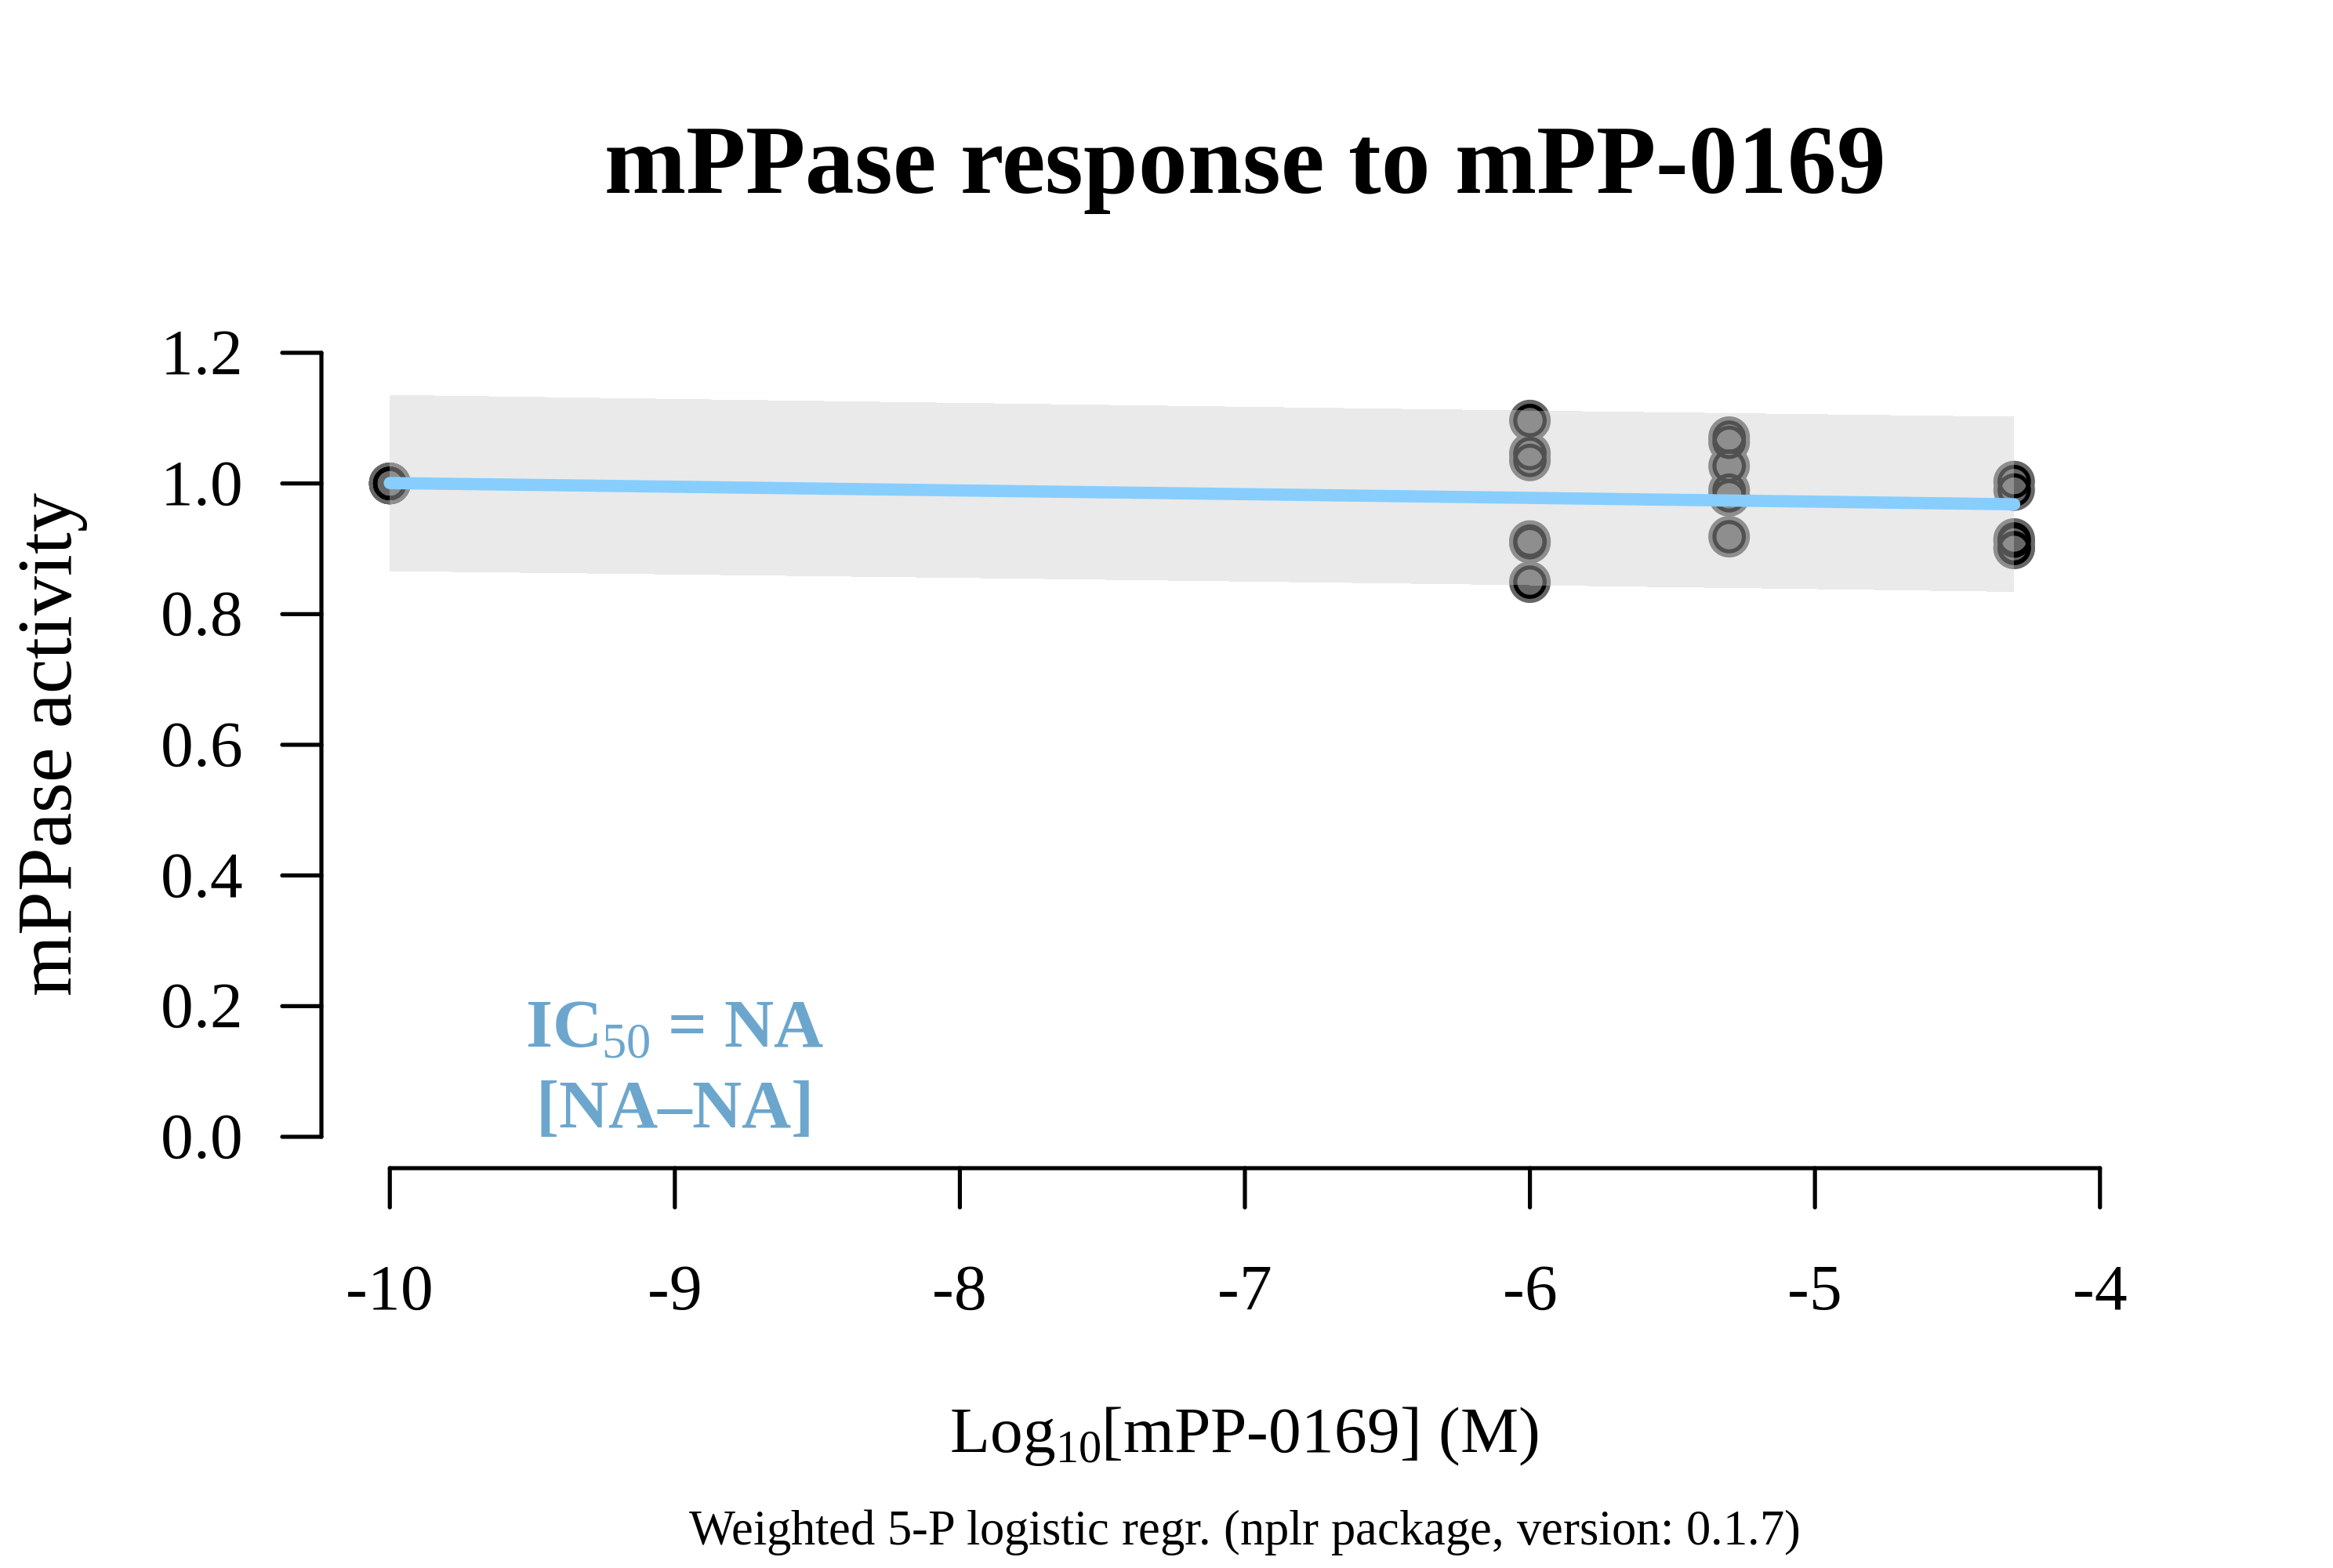 mPPase response to mPP-0169
mPPase activity
1.2
1.0
0.8
0.6
0.4
0.2
0.0
IC50 = NA
[NA–NA]
-10 -9 -8 -7 -6 -5 -4
Log10[mPP-0169] (M)
Weighted 5-P logistic regr. (nplr package, version: 0.1.7)